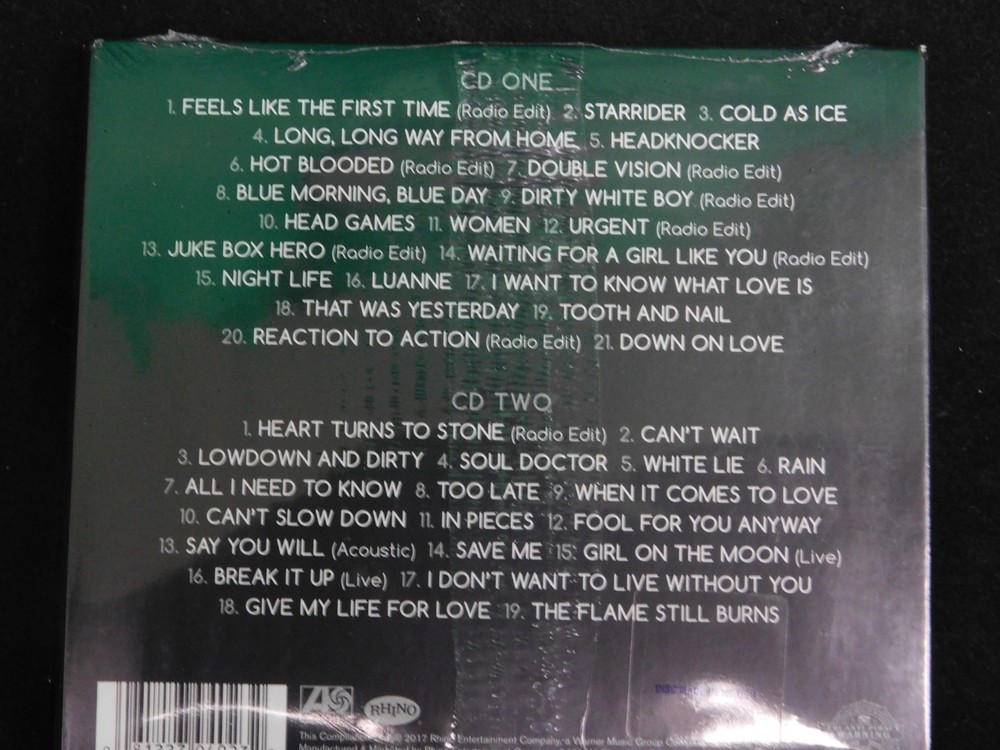 CD ONE
1. FEELS LIKE THE FIRST TIME (Radio Edit) 2. STARRIDER 3. COLD AS ICE
4. LONG, LONG WAY FROM HOME 5. HEADKNOCKER
6. HOT BLOODED (Radio Edit) 7. DOUBLE VISION (Radio Edit)
8. BLUE MORNING, BLUE DAY 9. DIRTY WHITE BOY (Radio Edit)
10. HEAD GAMES 11. WOMEN 12. URGENT (Radio Edit)
13. JUKE BOX HERO (Radio Edit) 14. WAITING FOR A GIRL LIKE YOU (Radio Edit)
15. NIGHT LIFE 16. LUANNE 17. I WANT TO KNOW WHAT LOVE IS
18. THAT WAS YESTERDAY 19. TOOTH AND NAIL
20. REACTION TO ACTION (Radio Edit) 21. DOWN ON LOVE
CD TWO
1. HEART TURNS TO STONE (Radio Edit) 2. CAN'T WAIT
3. LOWDOWN AND DIRTY 4. SOUL DOCTOR 5. WHITE LIE 6. RAIN
7. ALL I NEED TO KNOW 8. TOO LATE 9. WHEN IT COMES TO LOVE
10. CAN'T SLOW DOWN 11. IN PIECES 12. FOOL FOR YOU ANYWAY
13. SAY YOU WILL (Acoustic) 14. SAVE ME 15. GIRL ON THE MOON (Live)
16. BREAK IT UP (Live) 17. I DON'T WANT TO LIVE WITHOUT YOU
18. GIVE MY LIFE FOR LOVE 19. THE FLAME STILL BURNS
RHINO
This Compilation ℗ © 2017 Rhino Entertainment Company, a Warner Music Group
WARNING